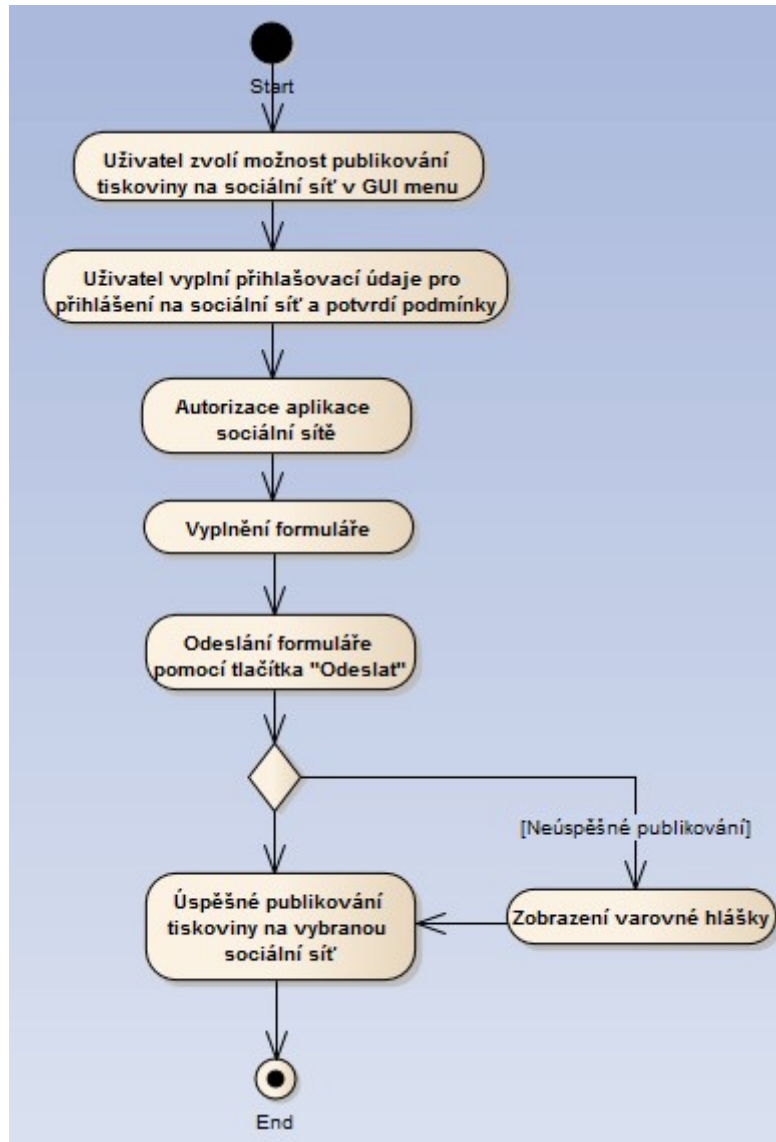 Start
Uživatel zvolí možnost publikování
tiskoviny na sociální síť v GUI menu
Uživatel vyplní přihlašovací údaje pro
přihlášení na sociální síť a potvrdí podmínky
Autorizace aplikace
sociální sítě
Vyplnění formuláře
Odeslání formuláře
pomocí tlačítka "Odeslat"
[Neúspěšné publikování]
Úspěšné publikování
tiskoviny na vybranou
sociální síť
Zobrazení varovné hlášky
End